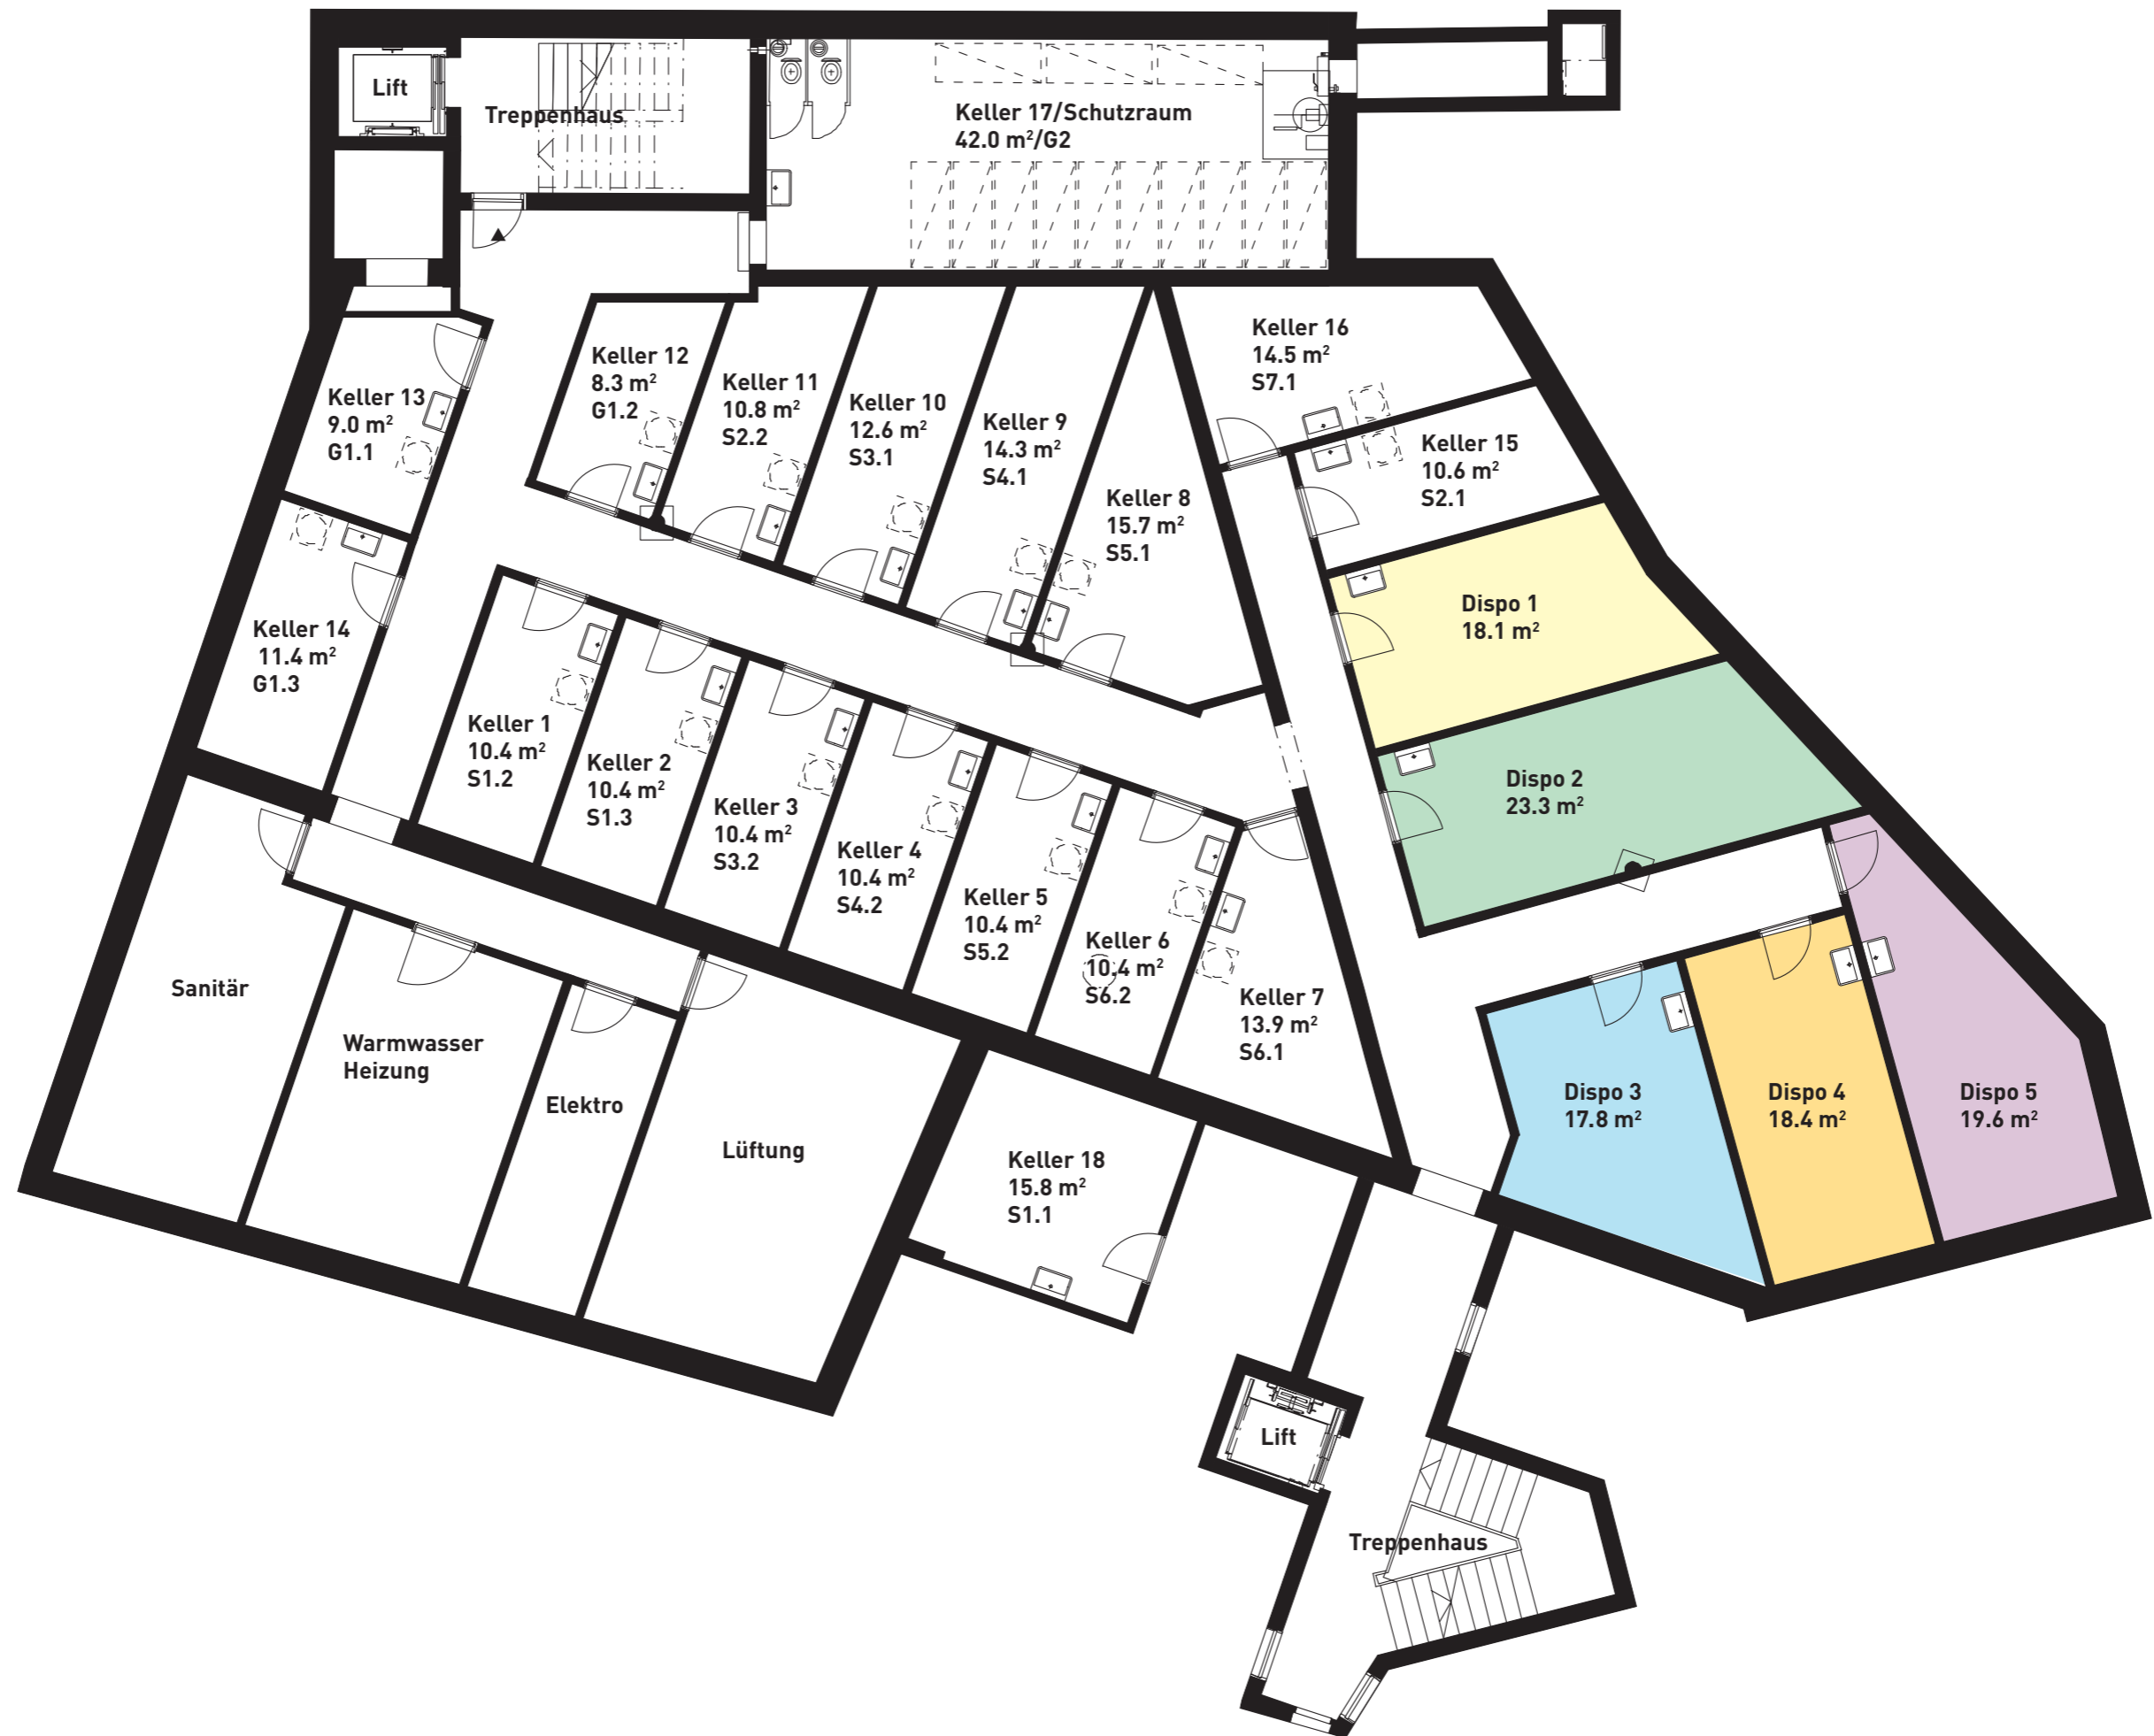 Lift
Treppenhaus
Keller 17/Schutzraum
42.0 m²/G2
Keller 16
14.5 m²
S7.1
Keller 12
8.3 m²
G1.2
Keller 11
10.8 m²
S2.2
Keller 10
12.6 m²
S3.1
Keller 9
14.3 m²
S4.1
Keller 8
15.7 m²
S5.1
Keller 13
9.0 m²
G1.1
Keller 15
10.6 m²
S2.1
Dispo 1
18.1 m²
Keller 14
11.4 m²
G1.3
Keller 1
10.4 m²
S1.2
Keller 2
10.4 m²
S1.3
Keller 3
10.4 m²
S3.2
Keller 4
10.4 m²
S4.2
Keller 5
10.4 m²
S5.2
Keller 6
10.4 m²
S6.2
Keller 7
13.9 m²
S6.1
Dispo 2
23.3 m²
Sanitär
Warmwasser
Heizung
Elektro
Lüftung
Keller 18
15.8 m²
S1.1
Dispo 3
17.8 m²
Dispo 4
18.4 m²
Dispo 5
19.6 m²
Lift
Treppenhaus